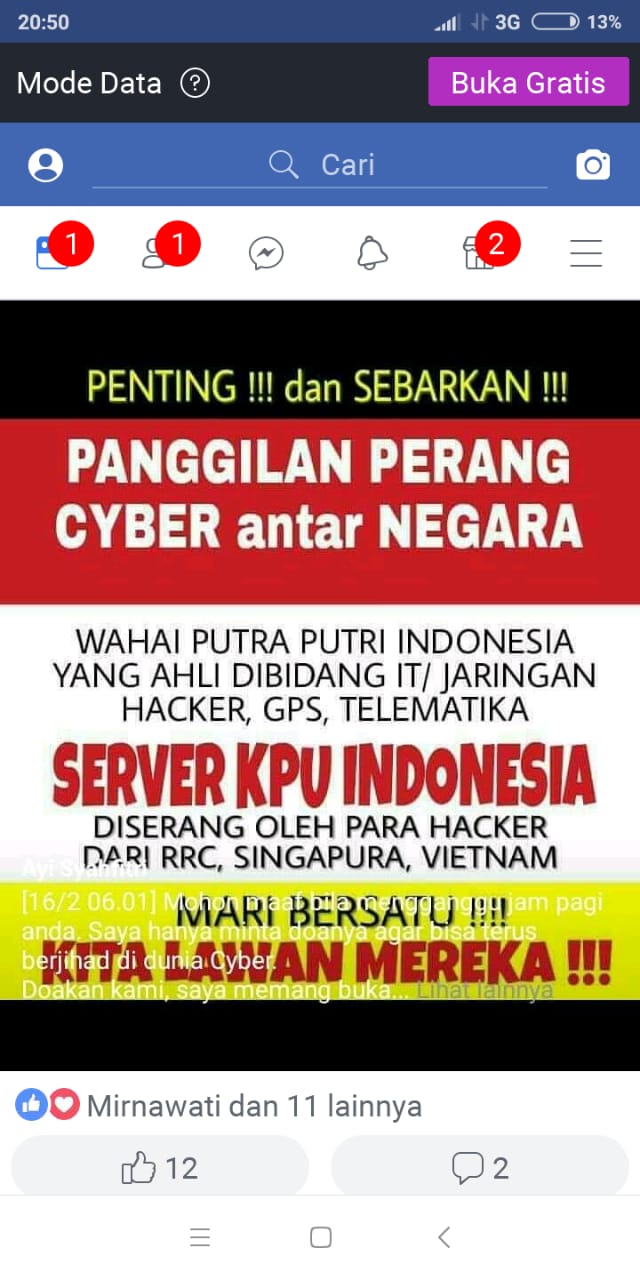 20:50
3G
13%
Mode Data
Buka Gratis
Cari
1
1
2
PENTING !!! dan SEBARKAN !!!
PANGGILAN PERANG
CYBER antar NEGARA
WAHAI PUTRA PUTRI INDONESIA
YANG AHLI DIBIDANG IT/ JARINGAN
HACKER, GPS, TELEMATIKA
SERVER KPU INDONESIA
DISERANG OLEH PARA HACKER
DARI RRC, SINGAPURA, VIETNAM
MARI BERSATU !!!
KITA LAWAN MEREKA !!!
Ayi
[16/2 06.01] Mohon maaf bila mengganggu jam pagi
anda. Saya hanya minta doanya agar bisa terus
berjihad di dunia Cyber.
Doakan kami, saya memang buka... Lihat lainnya
Mirnawati dan 11 lainnya
12
2